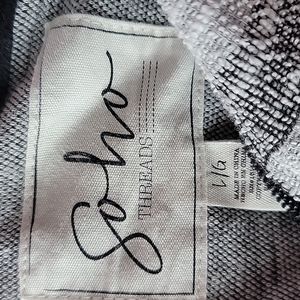 Soho
THREADS
L/G
MADE IN CHINA